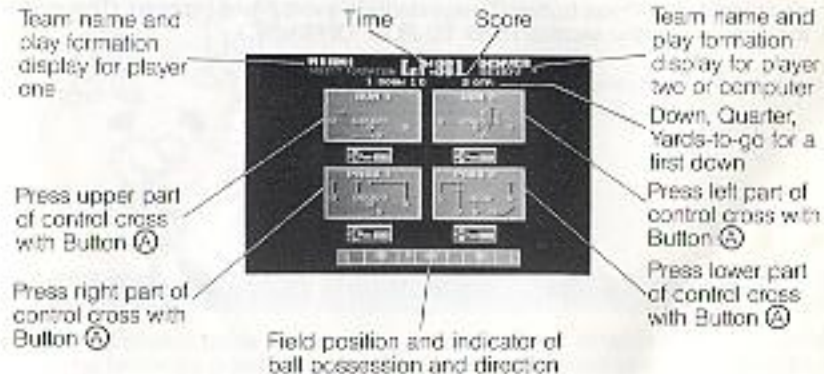 Team name and
play formation
display for player
one
Time
Score
Team name and
play formation
display for player
two or computer
Down, Quarter,
Yards-to-go for a
first down
Press upper part
of control cross
with Button Ⓐ
Press left part of
control cross with
Button Ⓐ
Press right part of
control cross with
Button Ⓐ
Press lower part
of control cross
with Button Ⓐ
Field position and indicator of
ball possession and direction
MIAMI